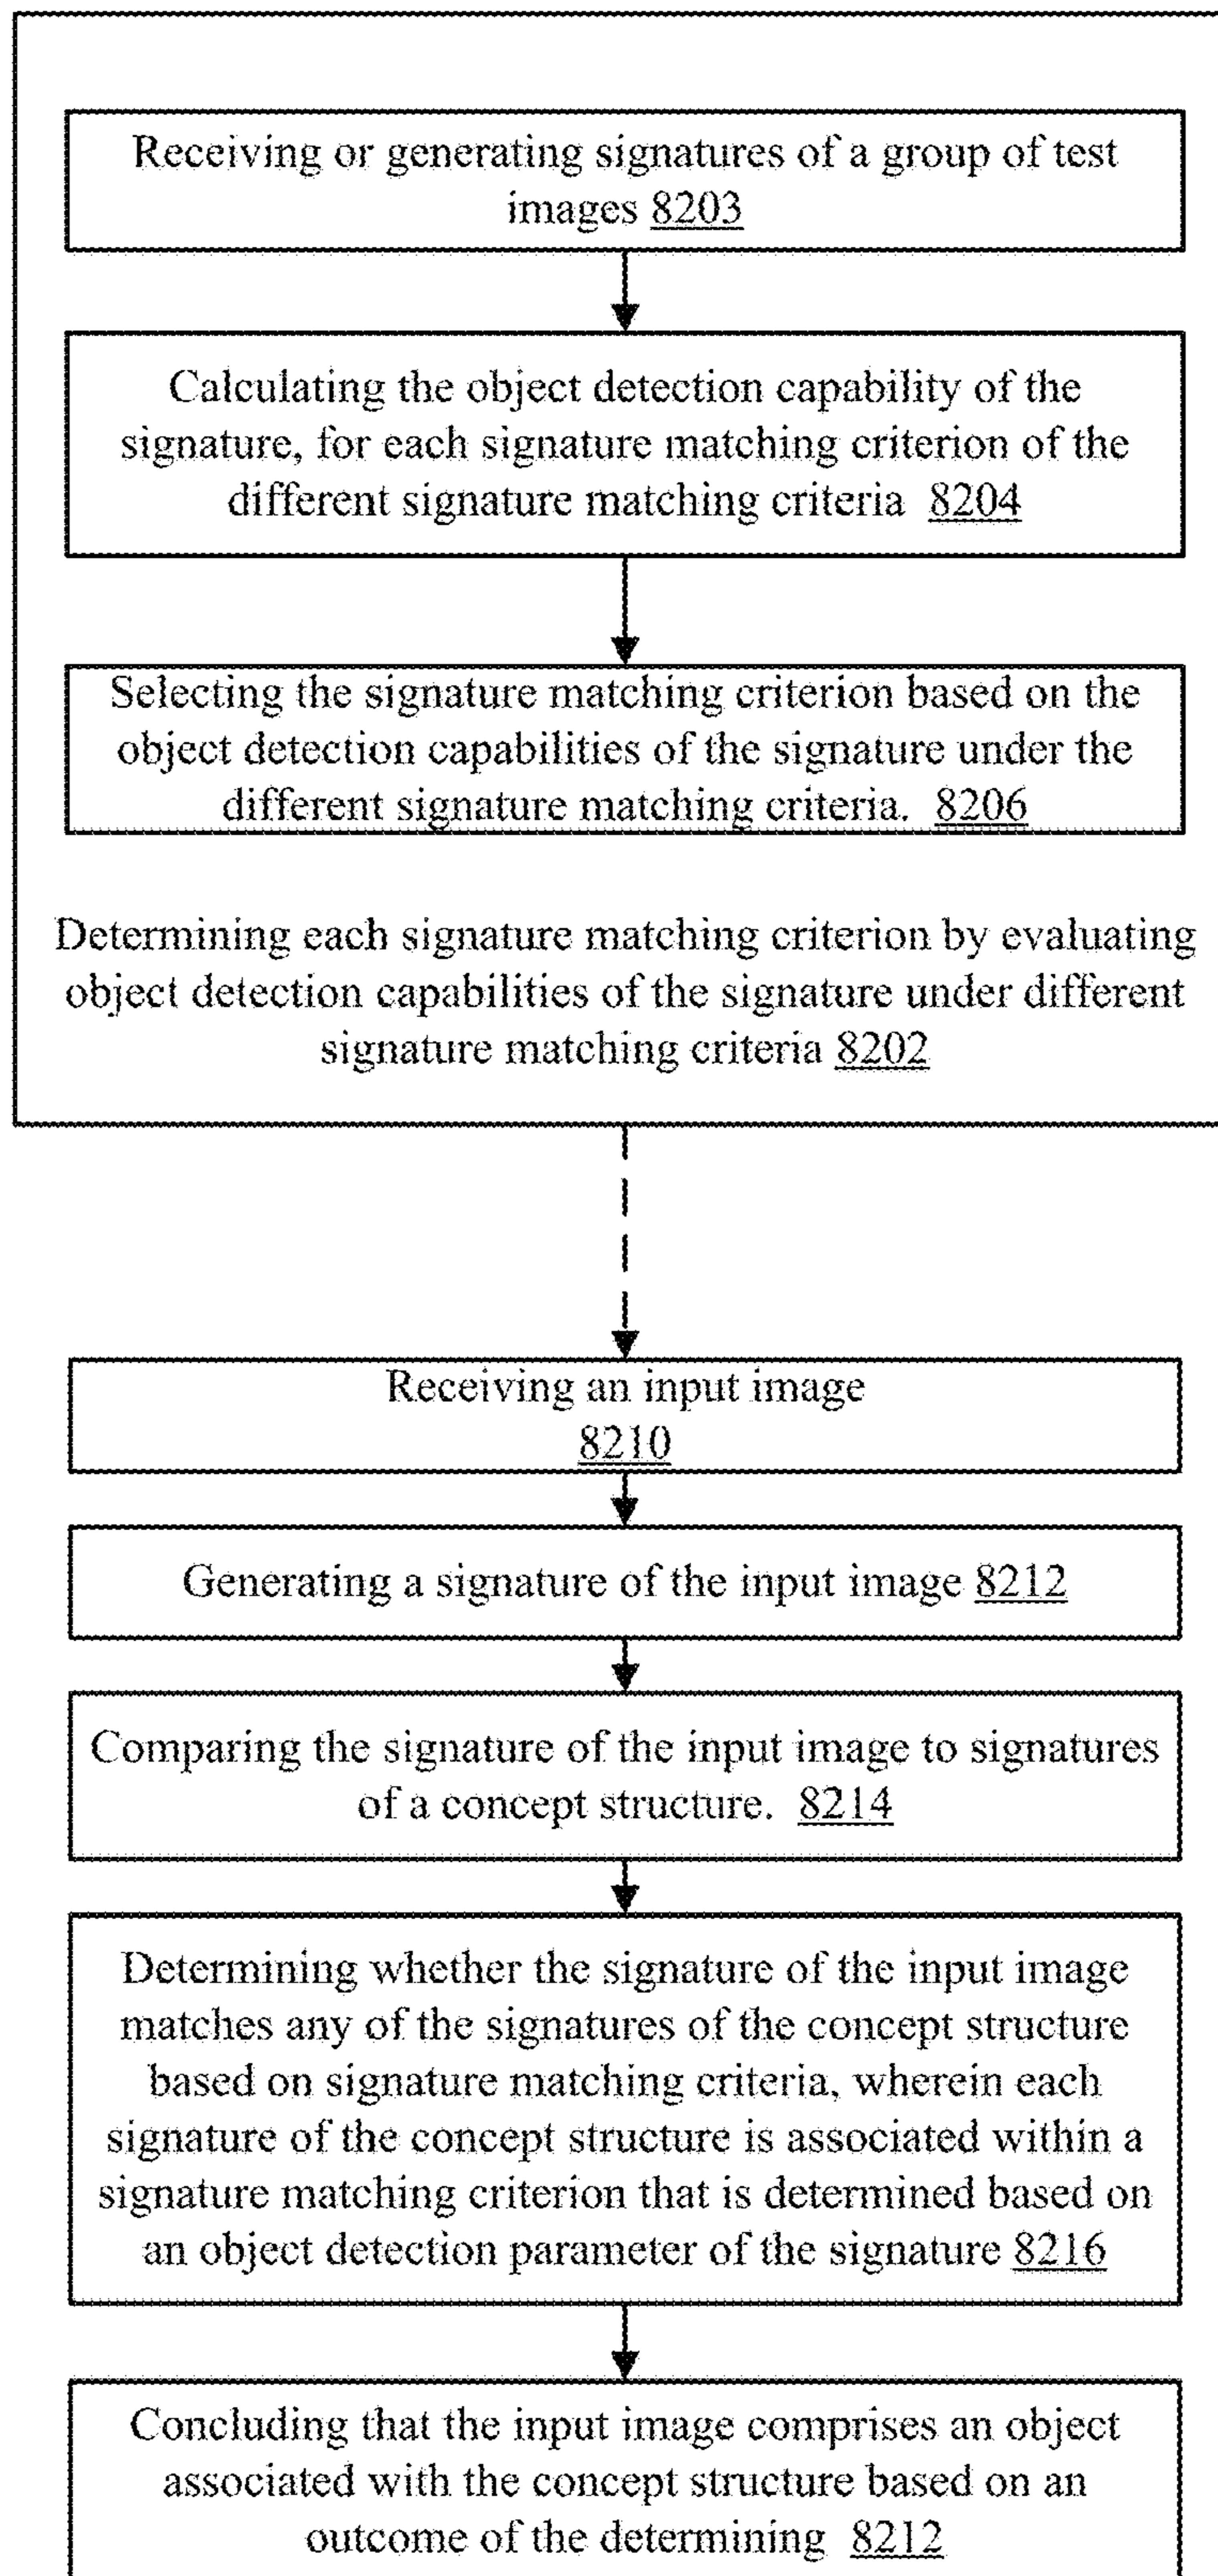 Receiving or generating signatures of a group of test
images 8203
Calculating the object detection capability of the
signature, for each signature matching criterion of the
different signature matching criteria 8204
Selecting the signature matching criterion based on the
object detection capabilities of the signature under the
different signature matching criteria. 8206
Determining each signature matching criterion by evaluating
object detection capabilities of the signature under different
signature matching criteria 8202
Receiving an input image
8210
Generating a signature of the input image 8212
Comparing the signature of the input image to signatures
of a concept structure. 8214
Determining whether the signature of the input image
matches any of the signatures of the concept structure
based on signature matching criteria, wherein each
signature of the concept structure is associated within a
signature matching criterion that is determined based on
an object detection parameter of the signature 8216
Concluding that the input image comprises an object
associated with the concept structure based on an
outcome of the determining 8212